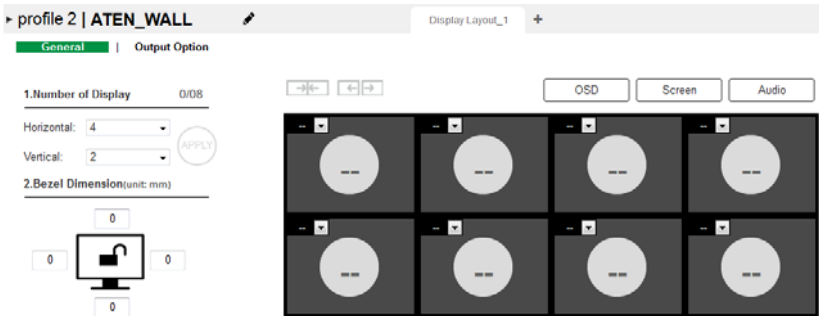 profile 2 | ATEN_WALL
Display Layout_1 +
General | Output Option
1.Number of Display 0/08
OSD Screen Audio
Horizontal: 4
APPLY
Vertical: 2
2.Bezel Dimension(unit: mm)
0
0 0
0
-- -- -- --
-- -- -- --
-- -- -- --
-- -- -- --